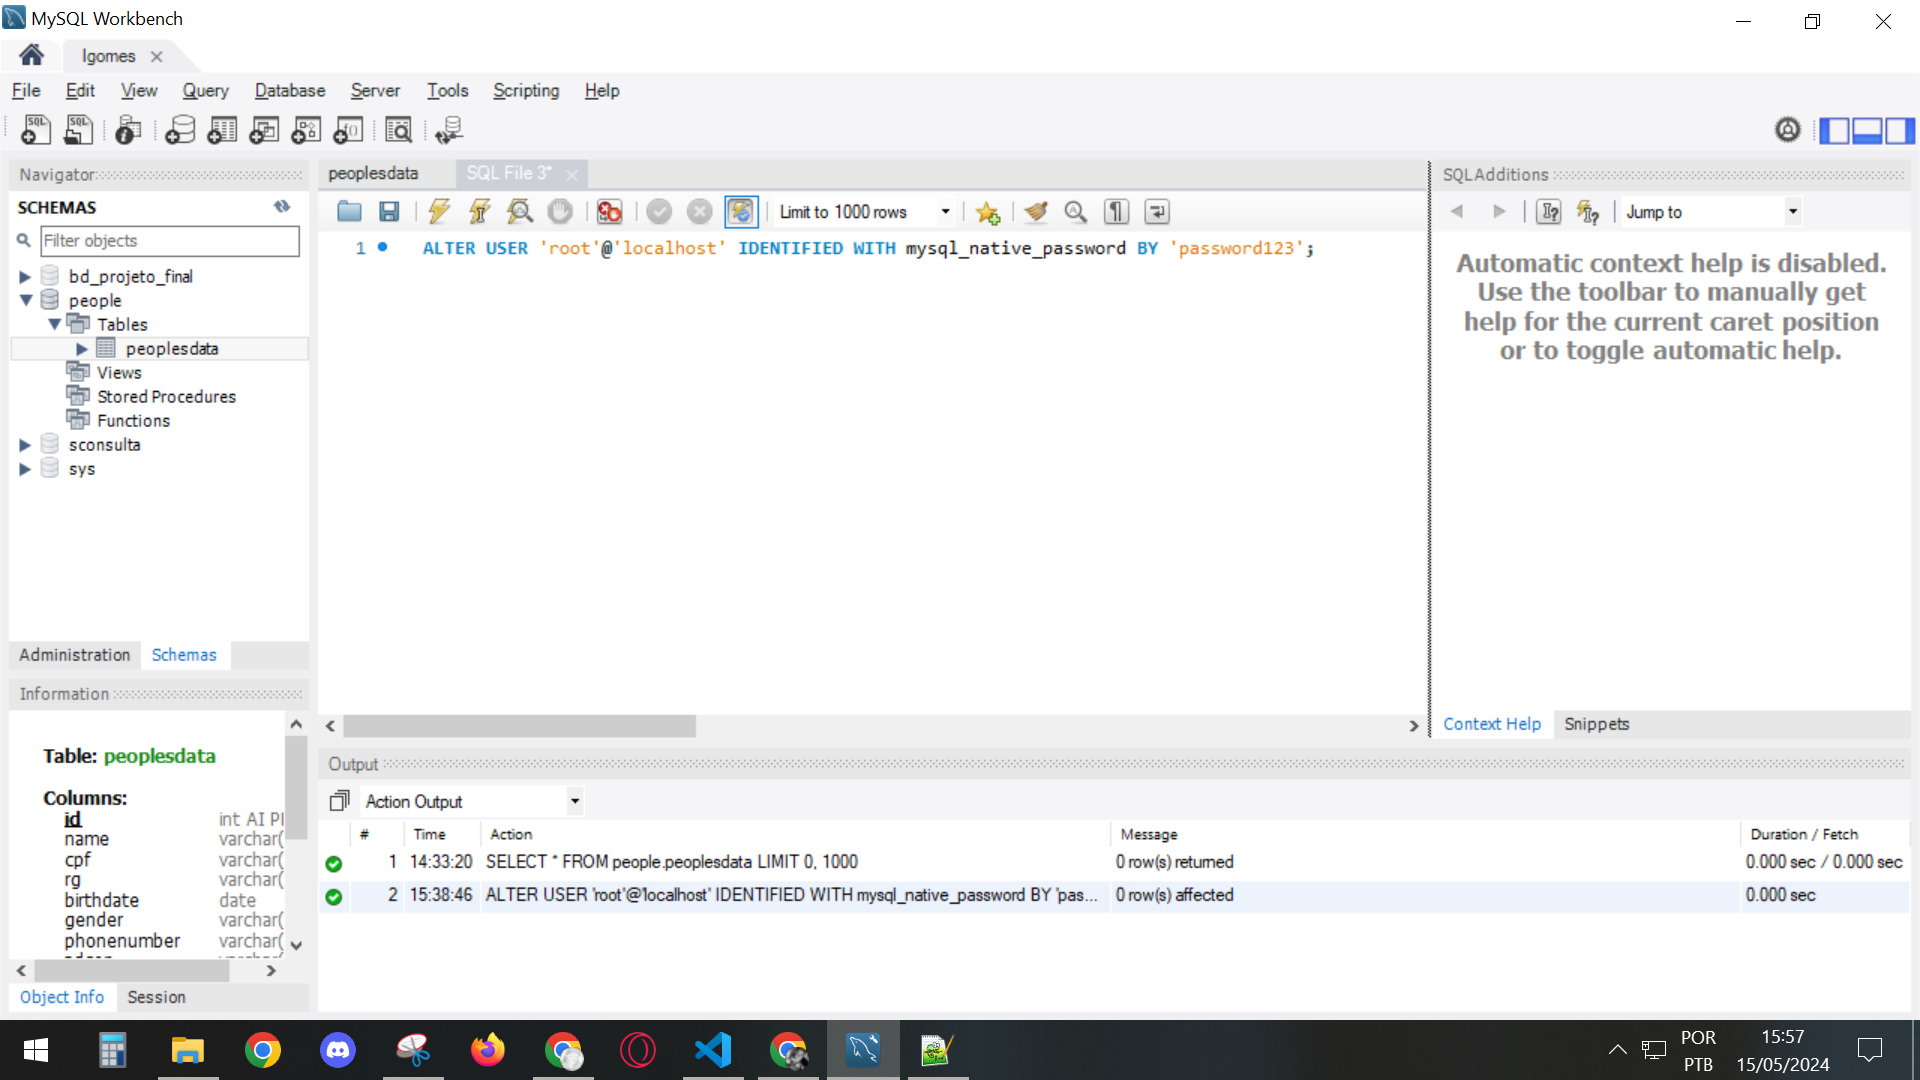 MySQL Workbench
lgomes
File Edit View Query Database Server Tools Scripting Help
Navigator
SCHEMAS
Filter objects
bd_projeto_final
people
Tables
peoplesdata
Views
Stored Procedures
Functions
sconsulta
sys
Administration Schemas
Information
Table: peoplesdata
Columns:
id int AI PI
name varchar(
cpf varchar(
rg varchar(
birthdate date
gender varchar(
phonenumber varchar(
Object Info Session
peoplesdata SQL File 3*
Limit to 1000 rows
1 ALTER USER 'root'@'localhost' IDENTIFIED WITH mysql_native_password BY 'password123';
SQLAdditions
Jump to
Automatic context help is disabled.
Use the toolbar to manually get
help for the current caret position
or to toggle automatic help.
Context Help Snippets
Output
Action Output
# Time Action Message Duration / Fetch
1 14:33:20 SELECT * FROM people.peoplesdata LIMIT 0, 1000 0 row(s) returned 0.000 sec / 0.000 sec
2 15:38:46 ALTER USER 'root'@'localhost' IDENTIFIED WITH mysql_native_password BY 'pas... 0 row(s) affected 0.000 sec
POR
PTB
15:57
15/05/2024